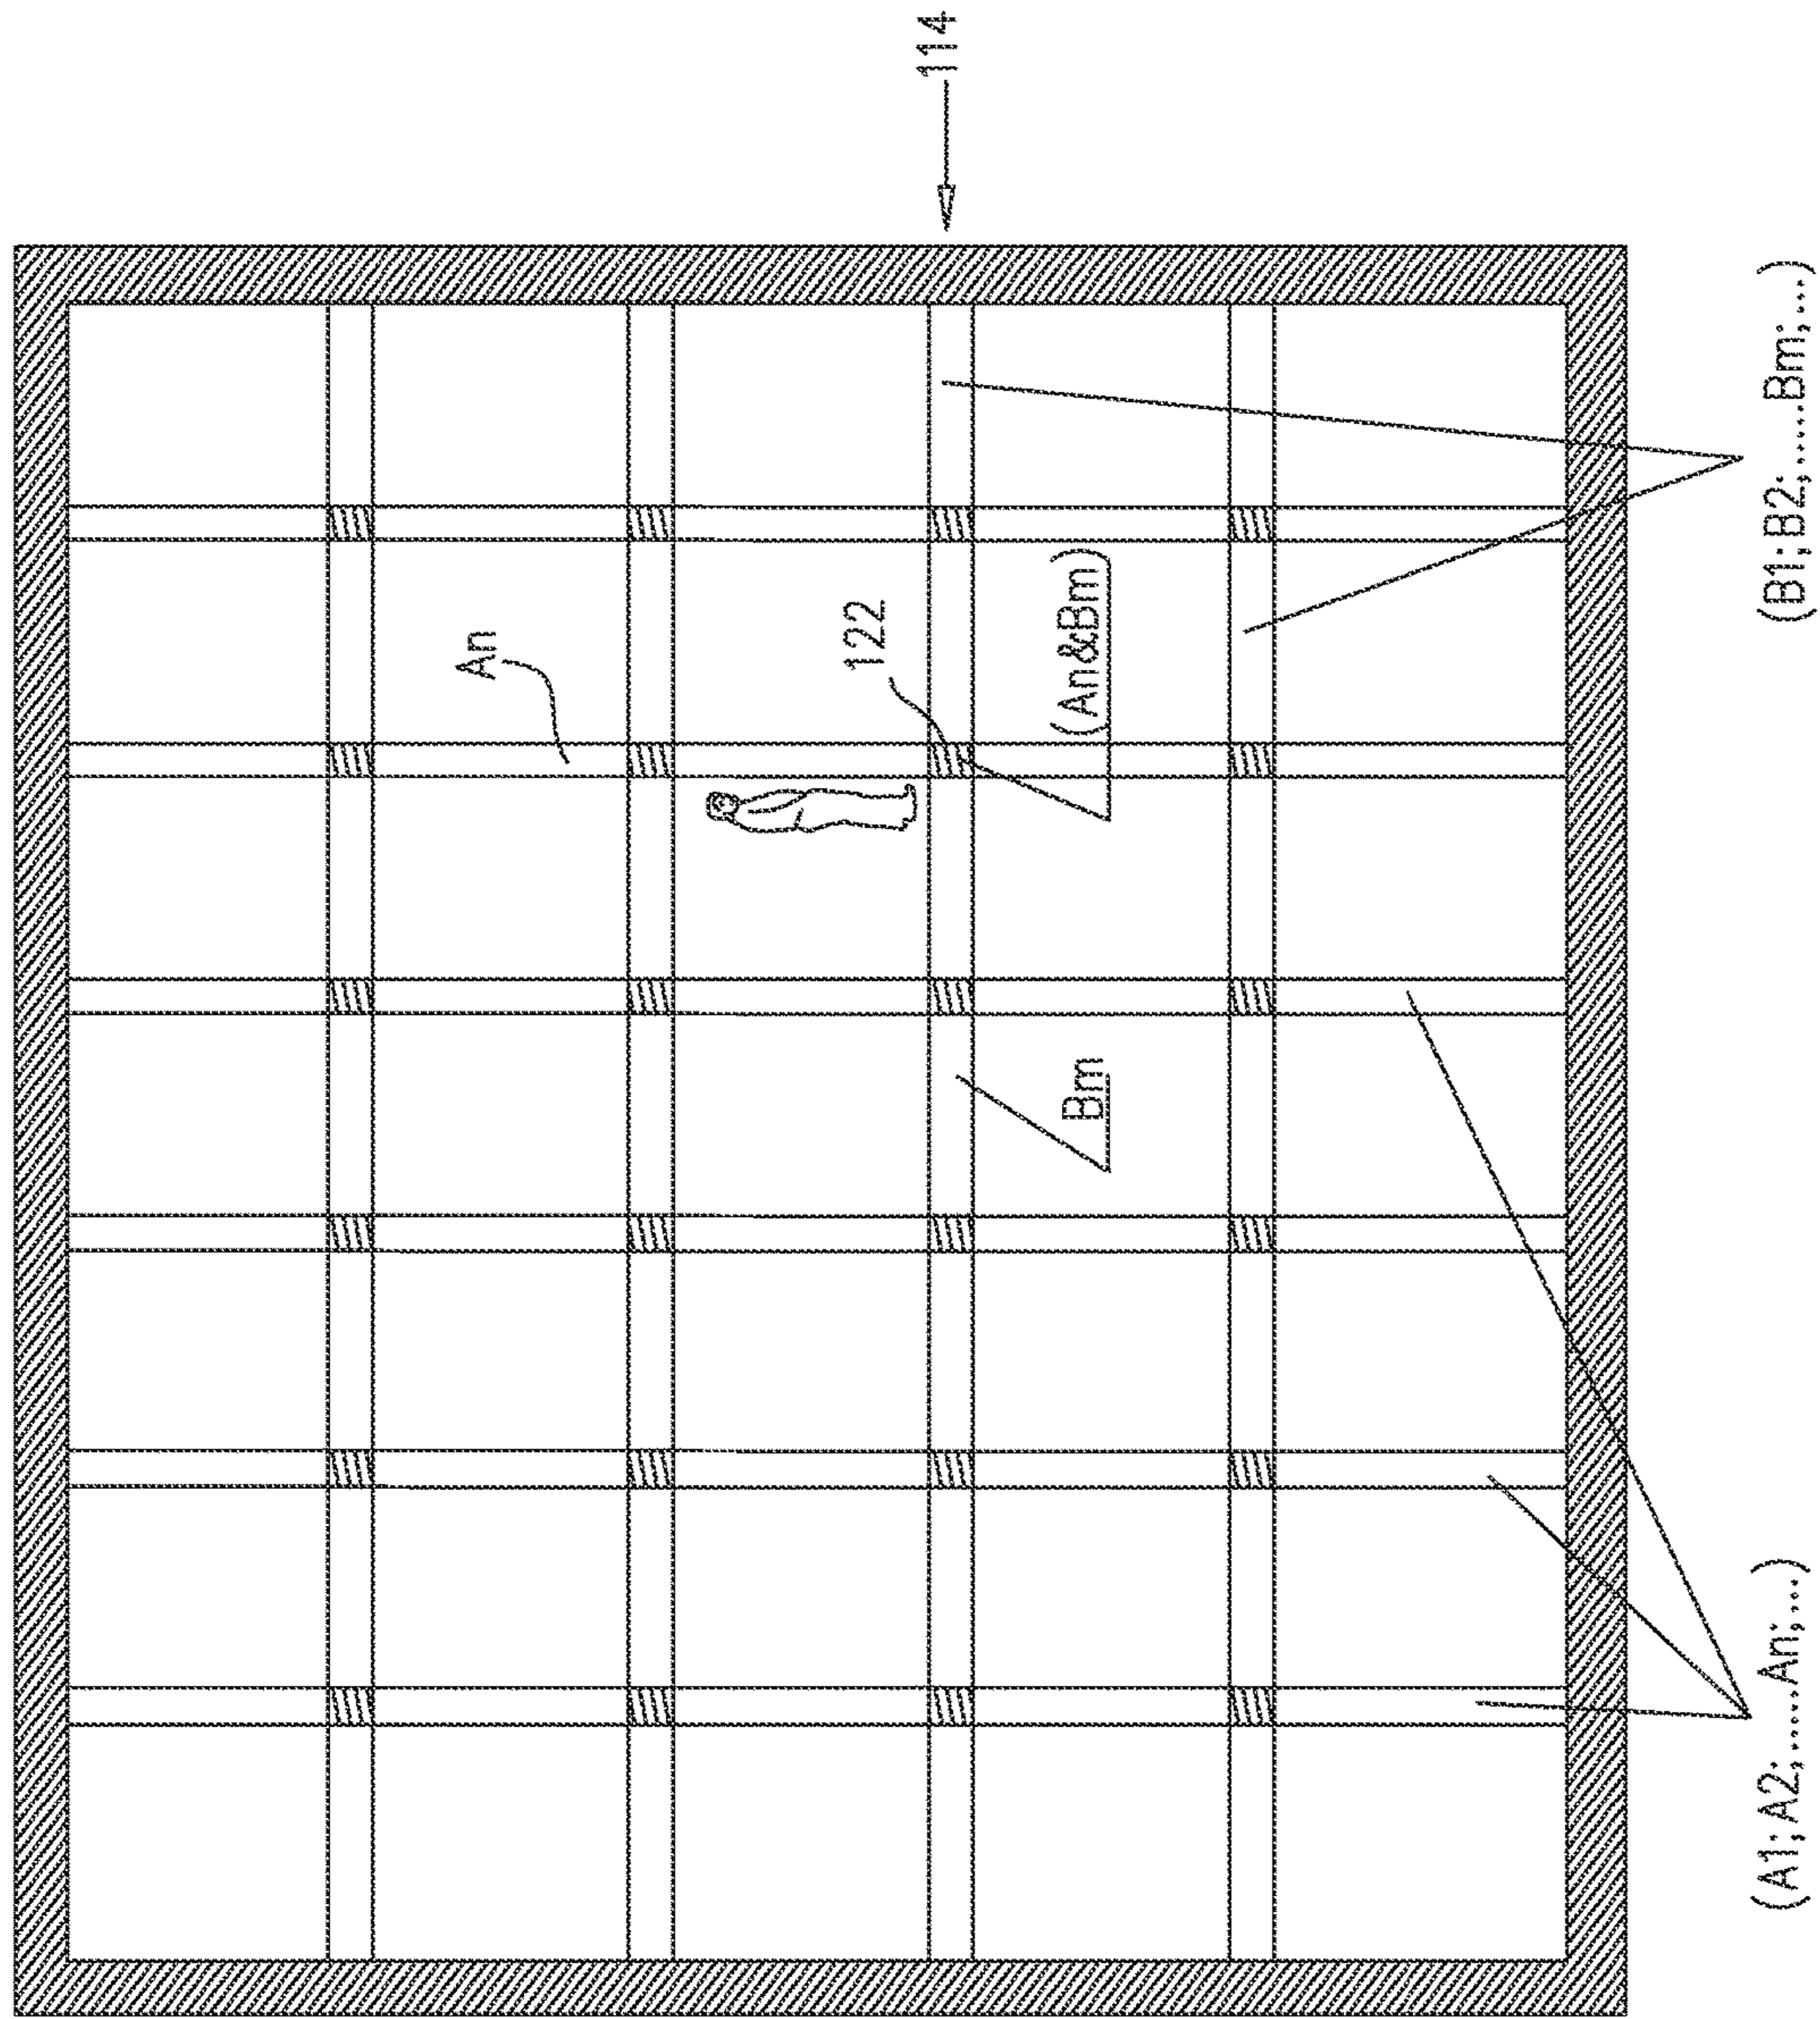 An
122
114
Bm
(An&Bm)
(A1; A2;......An;...)
(B1;B2;.....Bm;...)